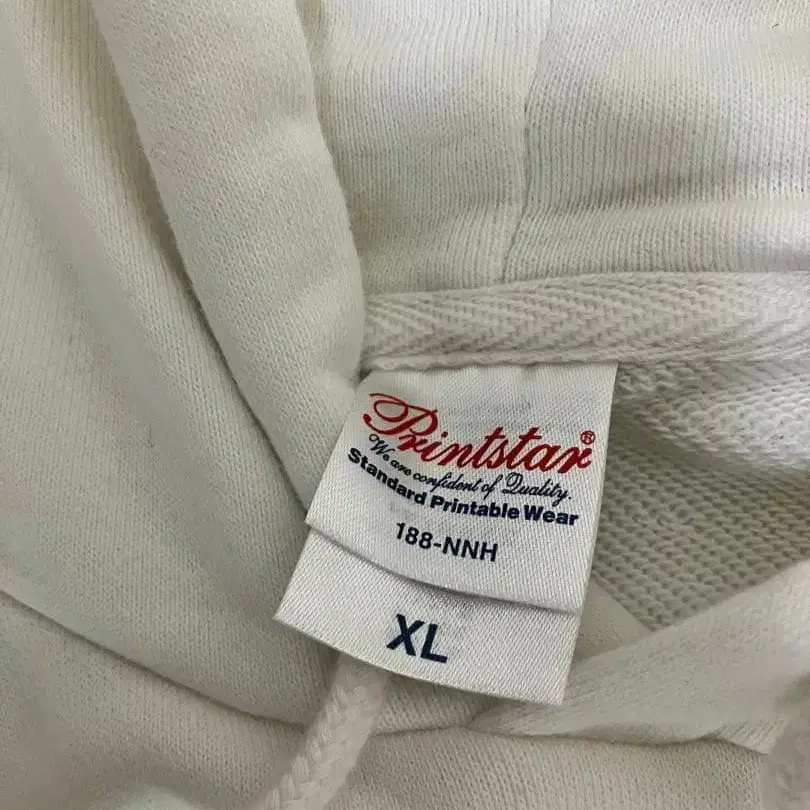 Printstar®
We are confident of Quality.
Standard Printable Wear
188-NNH
XL